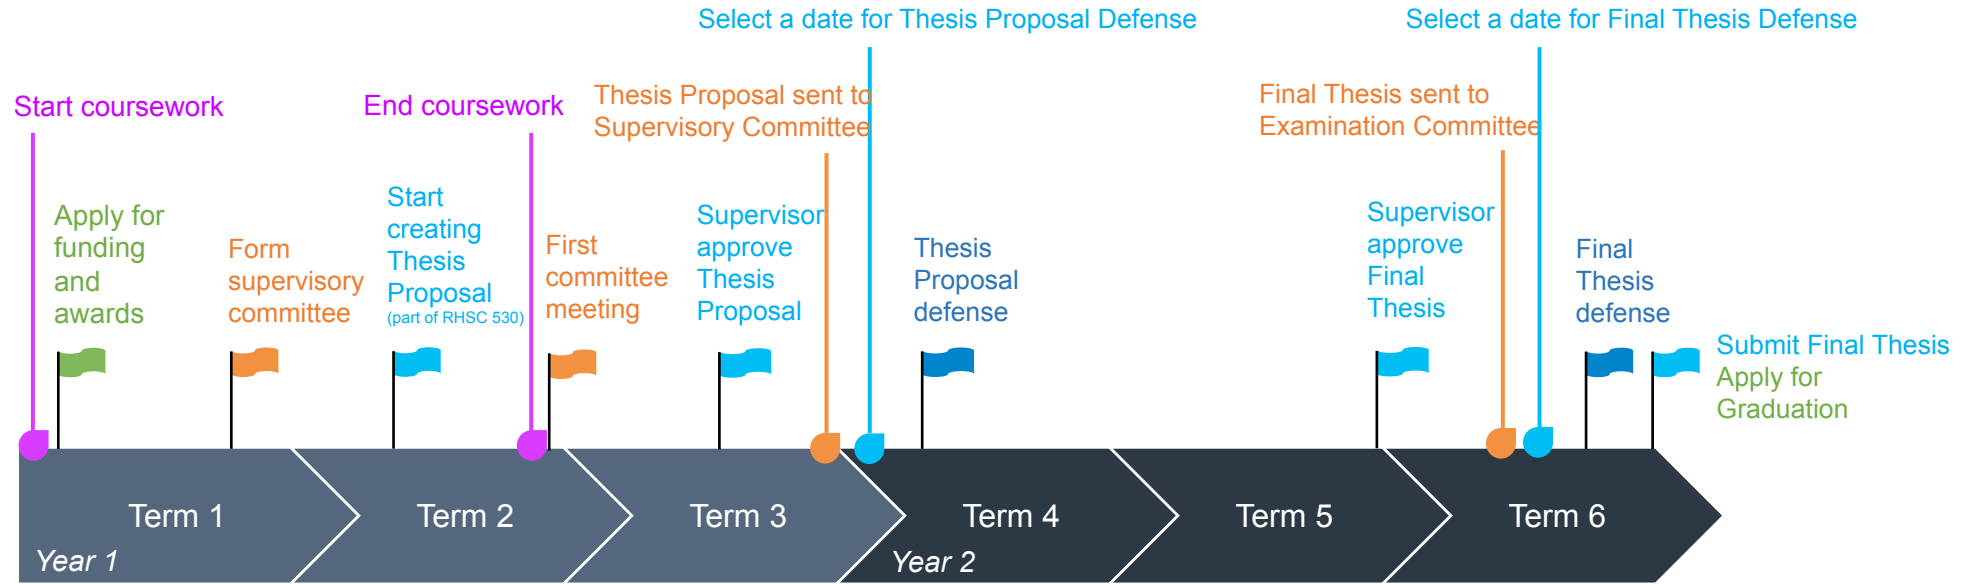 Select a date for Thesis Proposal Defense
Select a date for Final Thesis Defense
Start coursework
End coursework
Thesis Proposal sent to
Supervisory Committee
Final Thesis sent to
Examination Committee
Apply for
funding
and
awards
Form
supervisory
committee
Start
creating
Thesis
Proposal
(part of RHSC 530)
First
committee
meeting
Supervisor
approve
Thesis
Proposal
Thesis
Proposal
defense
Supervisor
approve
Final
Thesis
Final
Thesis
defense
Submit Final Thesis
Apply for
Graduation
Term 1
Term 2
Term 3
Term 4
Term 5
Term 6
Year 1
Year 2